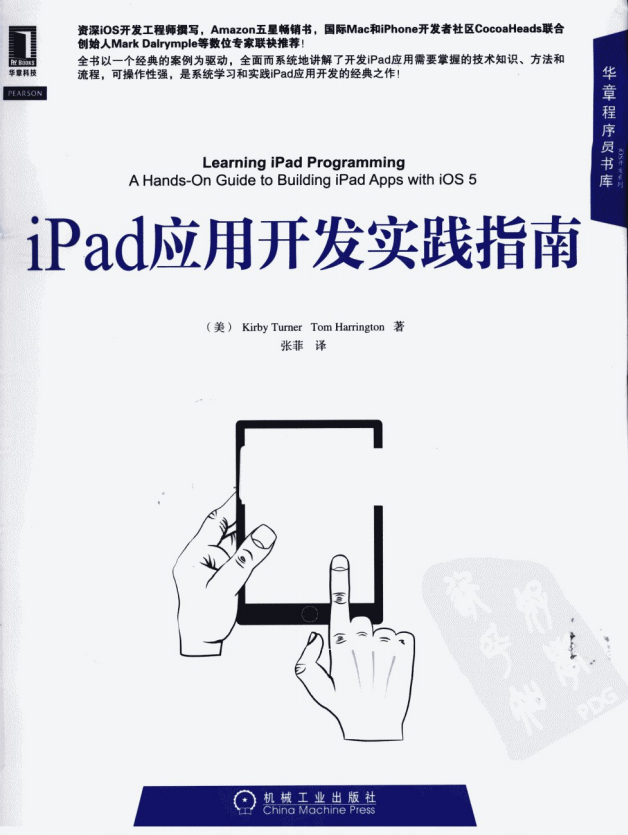 资深iOS开发工程师撰写,Amazon五星畅销书,国际Mac和iPhone开发者社区CocoaHeads联合
创始人Mark Dalrymple等数位专家联袂推荐!
全书以一个经典的案例为驱动,全面而系统地讲解了开发iPad应用需要掌握的技术知识、方法和
流程,可操作性强,是系统学习和实践iPad应用开发的经典之作!
HZ BOOKS
华章科技
PEARSON
华章程序员书库
Learning iPad Programming
A Hands-On Guide to Building iPad Apps with iOS 5
iPad应用开发实践指南
(美) Kirby Turner Tom Harrington 著
张菲 译
PDG
机械工业出版社
China Machine Press